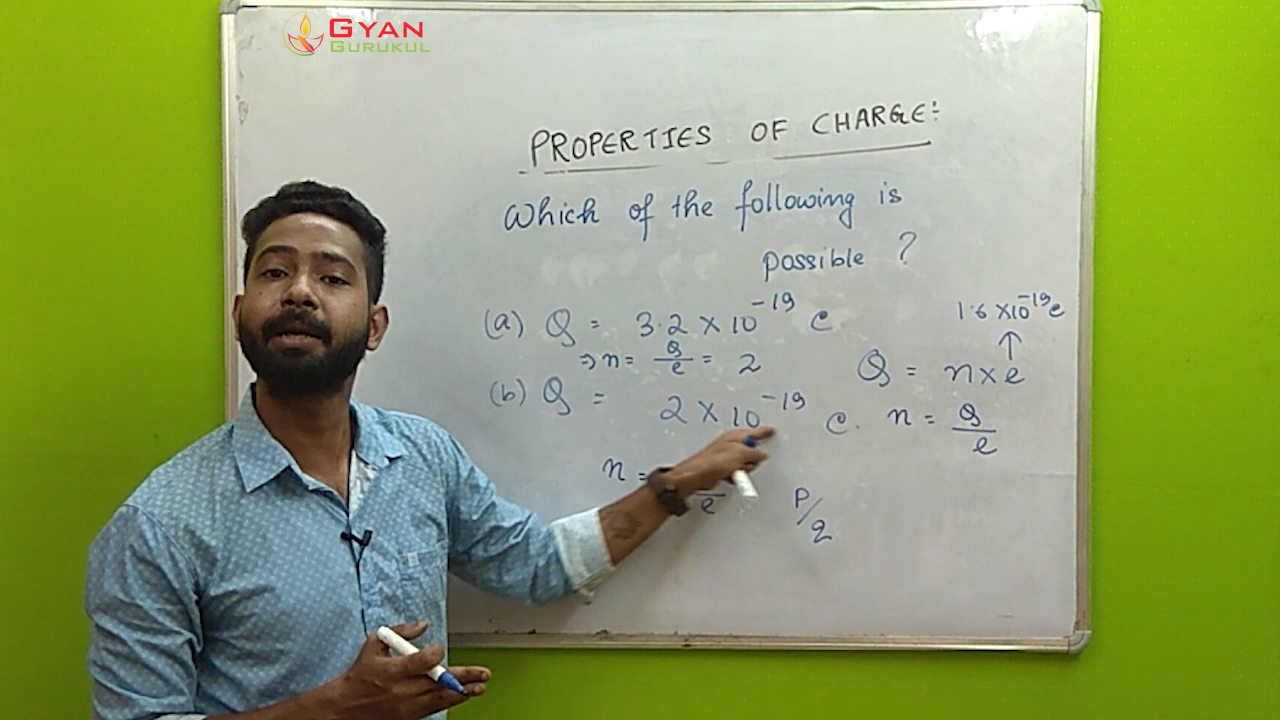 GYAN
GURUKUL
PROPERTIES OF CHARGE:
Which of the following is
possible ?
(a) Q = 3.2 × 10⁻¹⁹ C
⇒ n = Q/e = 2
(b) Q = 2 × 10⁻¹⁹ C.
n =
e
P/q
1.6 × 10⁻¹⁹ C
↑
Q = n × e
n = Q/e